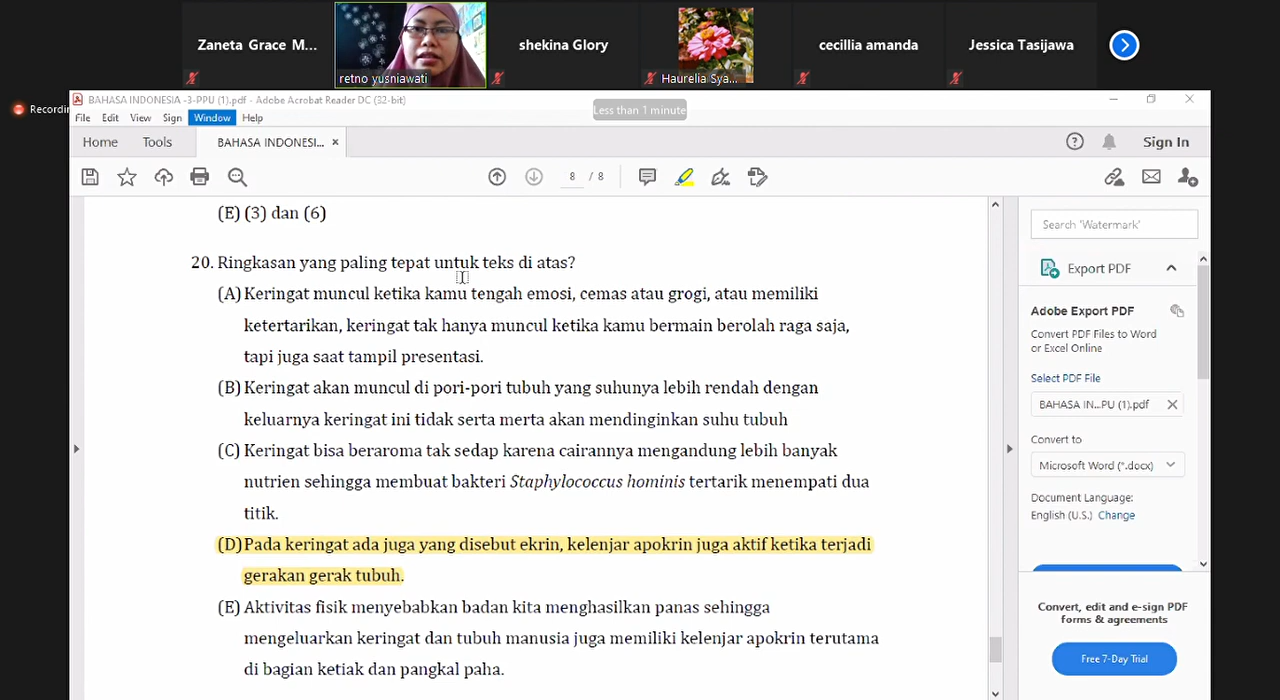 Zaneta Grace M...
retno yusniawati
shekina Glory
Haurelia Sya...
cecillia amanda
Jessica Tasijawa
BAHASA INDONESIA -3-PPU (1).pdf - Adobe Acrobat Reader DC (32-bit)
Less than 1 minute
File Edit View Sign Window Help
Home Tools BAHASA INDONESI... × Sign In
8 / 8
(E) (3) dan (6)
20. Ringkasan yang paling tepat untuk teks di atas?
(A) Keringat muncul ketika kamu tengah emosi, cemas atau grogi, atau memiliki
ketertarikan, keringat tak hanya muncul ketika kamu bermain berolah raga saja,
tapi juga saat tampil presentasi.
(B) Keringat akan muncul di pori-pori tubuh yang suhunya lebih rendah dengan
keluarnya keringat ini tidak serta merta akan mendinginkan suhu tubuh
(C) Keringat bisa beraroma tak sedap karena cairannya mengandung lebih banyak
nutrien sehingga membuat bakteri Staphylococcus hominis tertarik menempati dua
titik.
(D) Pada keringat ada juga yang disebut ekrin, kelenjar apokrin juga aktif ketika terjadi
gerakan gerak tubuh.
(E) Aktivitas fisik menyebabkan badan kita menghasilkan panas sehingga
mengeluarkan keringat dan tubuh manusia juga memiliki kelenjar apokrin terutama
di bagian ketiak dan pangkal paha.
Search 'Watermark'
Export PDF
Adobe Export PDF
Convert PDF Files to Word
or Excel Online
Select PDF File
BAHASA IN...PU (1).pdf
Convert to
Microsoft Word (*.docx)
Document Language:
English (U.S.) Change
Convert, edit and e-sign PDF
forms & agreements
Free 7-Day Trial